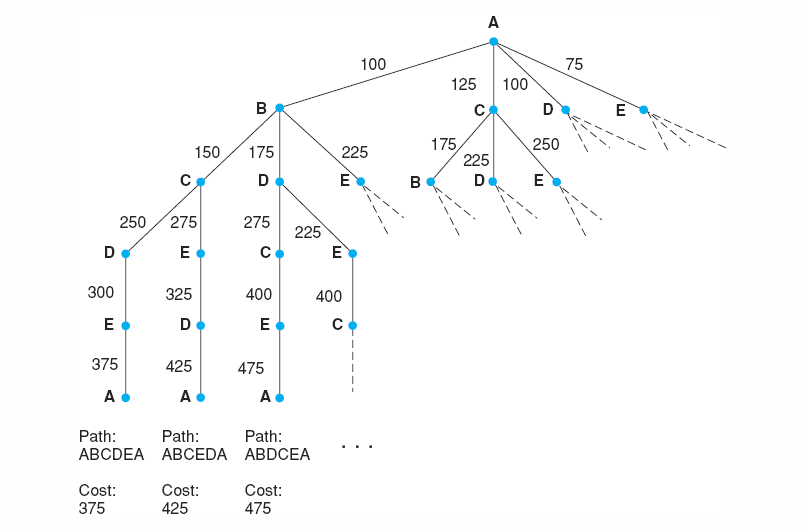 A
100
125
100
75
B
C
D
E
150
175
225
175
225
250
C
D
E
B
D
E
250
275
275
225
D
E
C
E
300
325
400
400
E
D
E
C
375
425
475
A
A
A
Path: Path: Path:
ABCDEA ABCEDA ABDCEA
. . .
Cost: Cost: Cost:
375 425 475